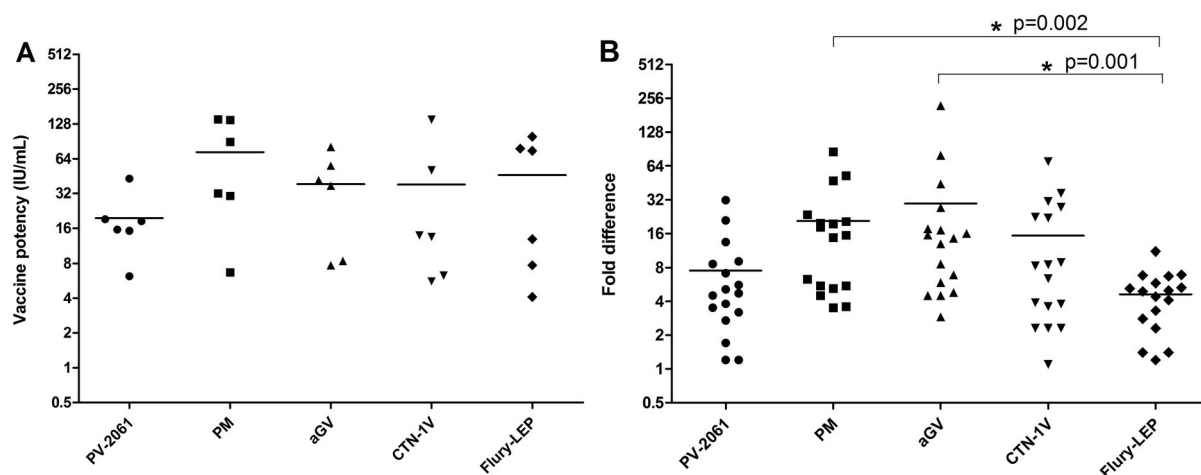 A
Vaccine potency (IU/mL)
512
256
128
64
32
16
8
4
2
1
0.5
PV-2061
PM
aGV
CTN-1V
Flury-LEP
B
* p=0.002
* p=0.001
Fold difference
512
256
128
64
32
16
8
4
2
1
0.5
PV-2061
PM
aGV
CTN-1V
Flury-LEP